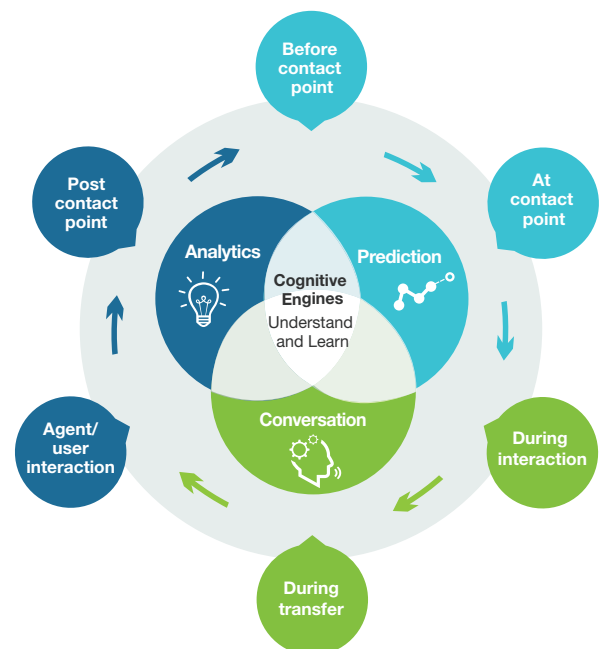 Before
contact
point
At
contact
point
During
interaction
During
transfer
Agent/
user
interaction
Post
contact
point
Analytics
Prediction
Cognitive
Engines
Understand
and Learn
Conversation